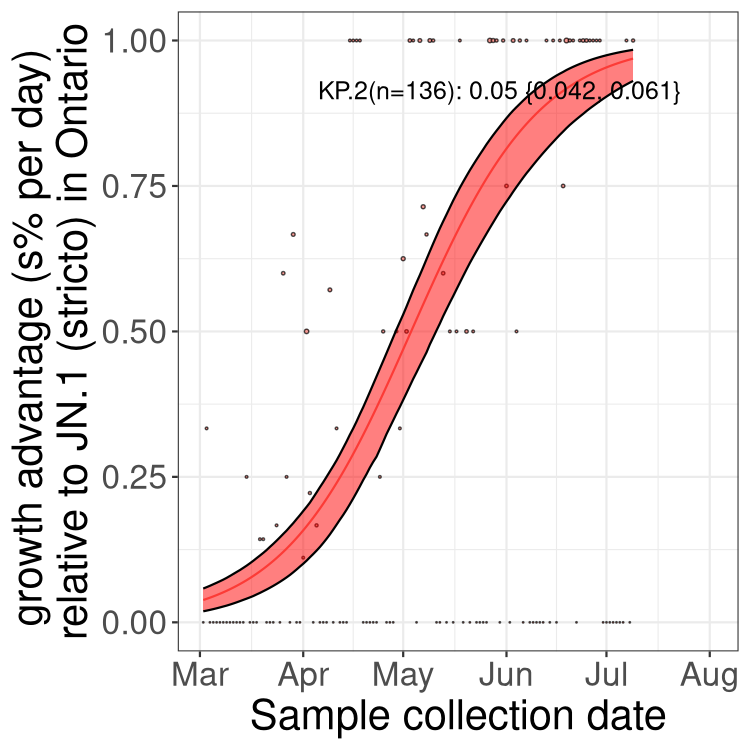 growth advantage (s% per day)
relative to JN.1 (stricto) in Ontario
1.00
0.75
0.50
0.25
0.00
KP.2(n=136): 0.05 {0.042, 0.061}
Mar Apr May Jun Jul Aug
Sample collection date